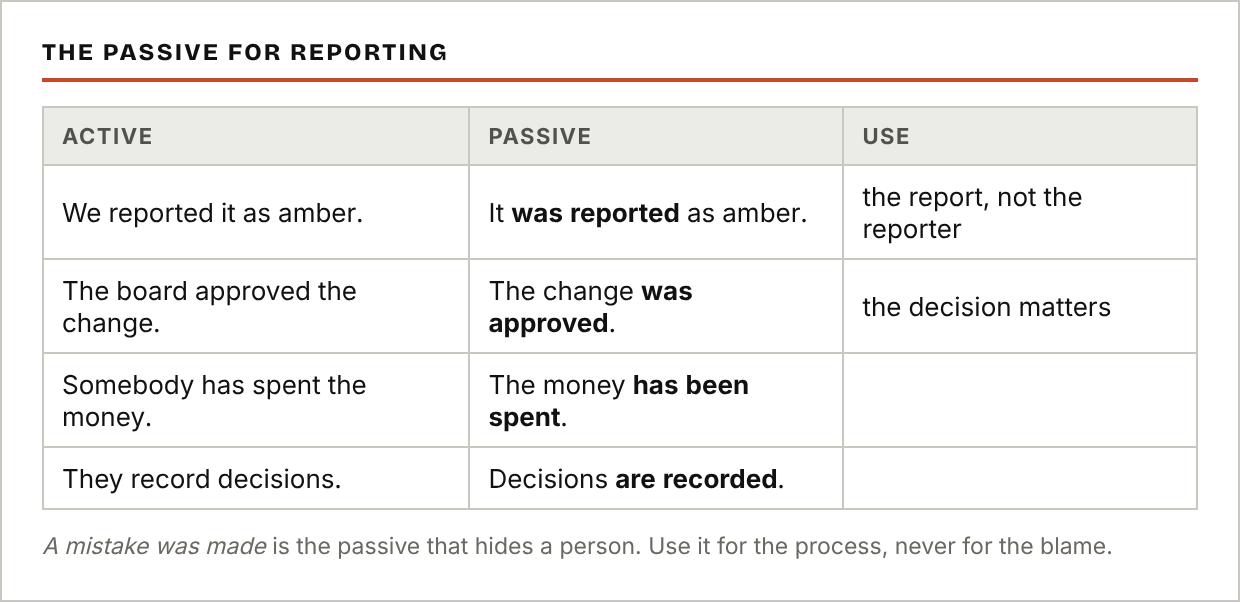 THE PASSIVE FOR REPORTING
ACTIVE
PASSIVE
USE
We reported it as amber.
It was reported as amber.
the report, not the
reporter
The board approved the
change.
The change was
approved.
the decision matters
Somebody has spent the
money.
The money has been
spent.
They record decisions.
Decisions are recorded.
A mistake was made is the passive that hides a person. Use it for the process, never for the blame.